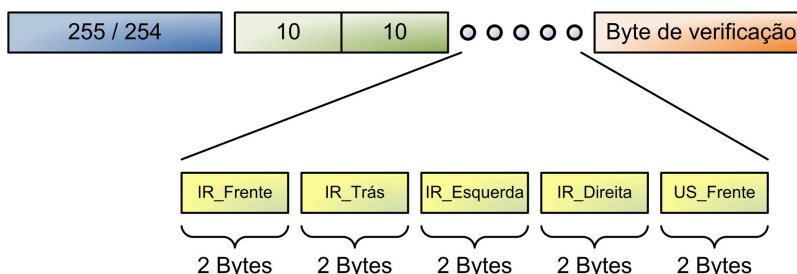 255 / 254
10
10
Byte de verificação
IR_Frente
IR_Trás
IR_Esquerda
IR_Direita
US_Frente
2 Bytes
2 Bytes
2 Bytes
2 Bytes
2 Bytes